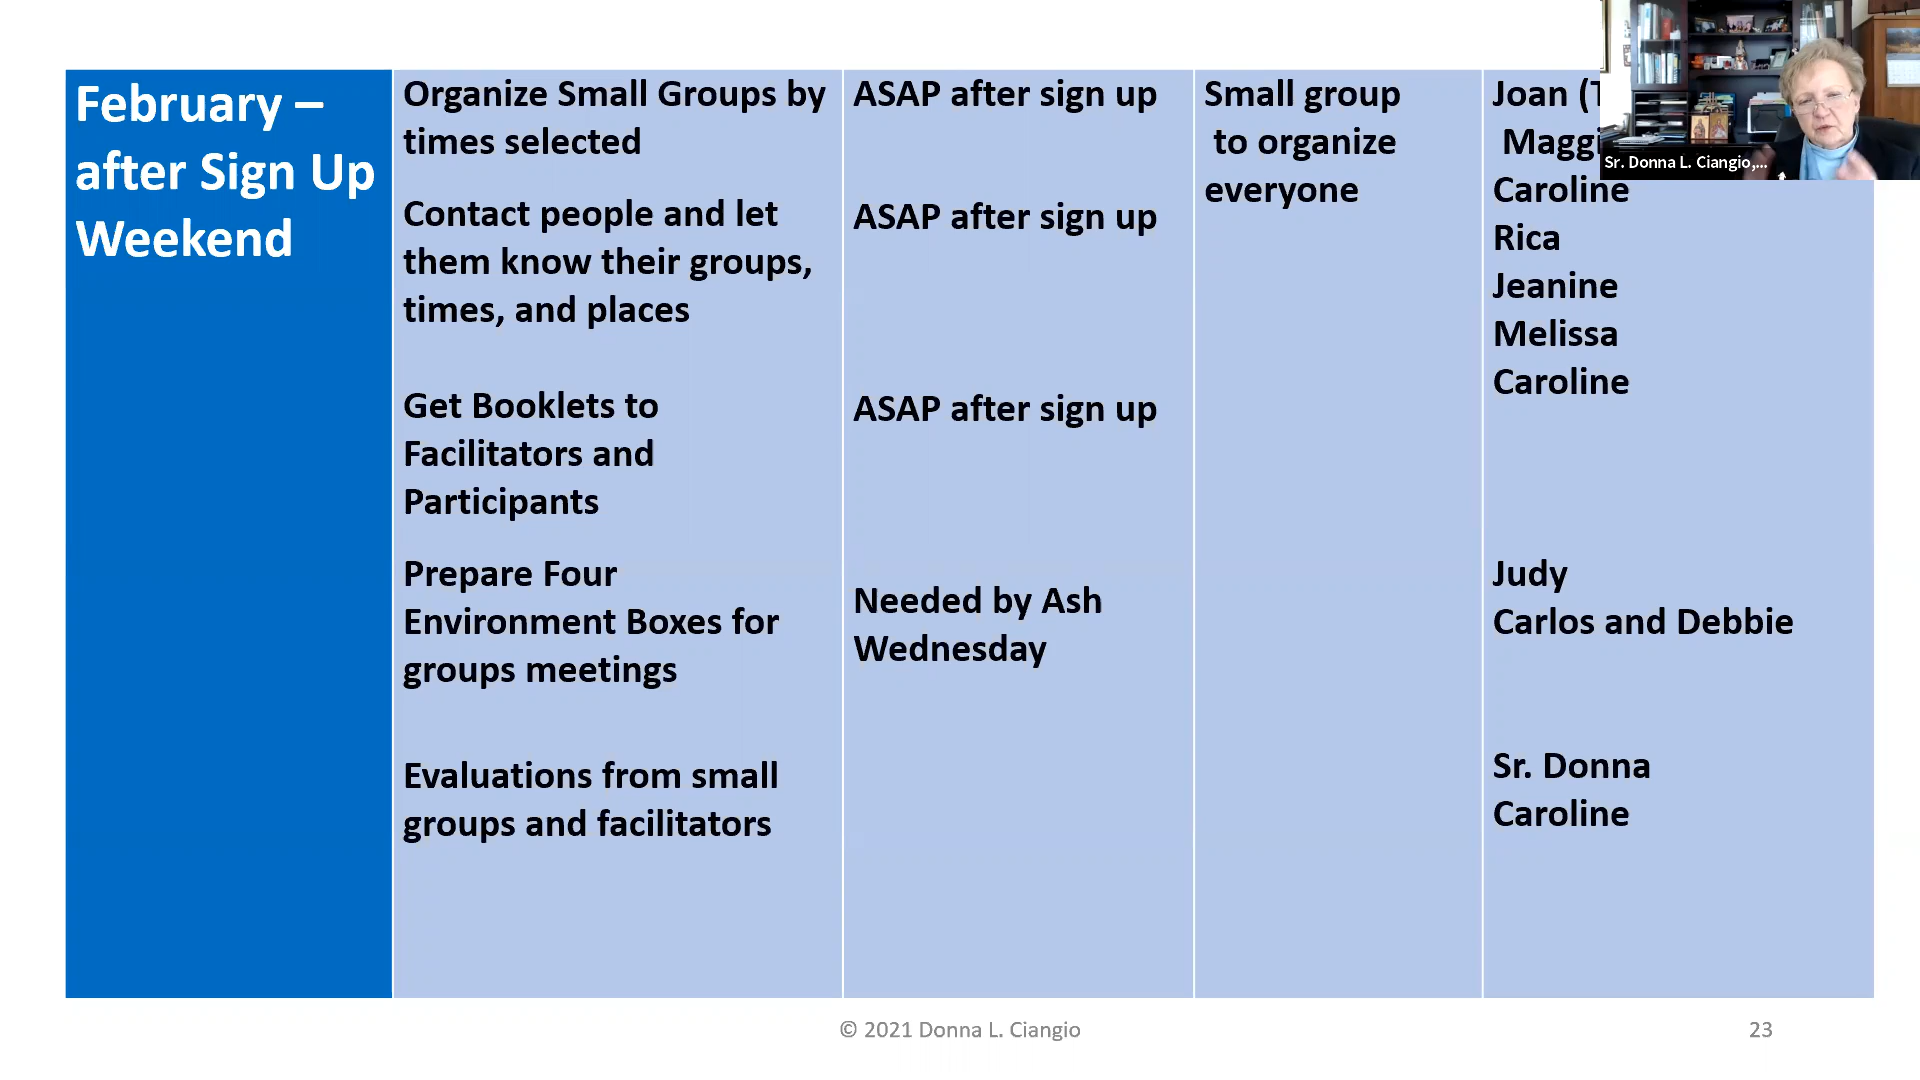 February –
after Sign Up
Weekend
Organize Small Groups by
times selected
Contact people and let
them know their groups,
times, and places
Get Booklets to
Facilitators and
Participants
Prepare Four
Environment Boxes for
groups meetings
Evaluations from small
groups and facilitators
ASAP after sign up
ASAP after sign up
ASAP after sign up
Needed by Ash
Wednesday
Small group
to organize
everyone
Joan
Caroline
Rica
Jeanine
Melissa
Caroline
Judy
Carlos and Debbie
Sr. Donna
Caroline
Sr. Donna L. Ciangio,...
© 2021 Donna L. Ciangio
23